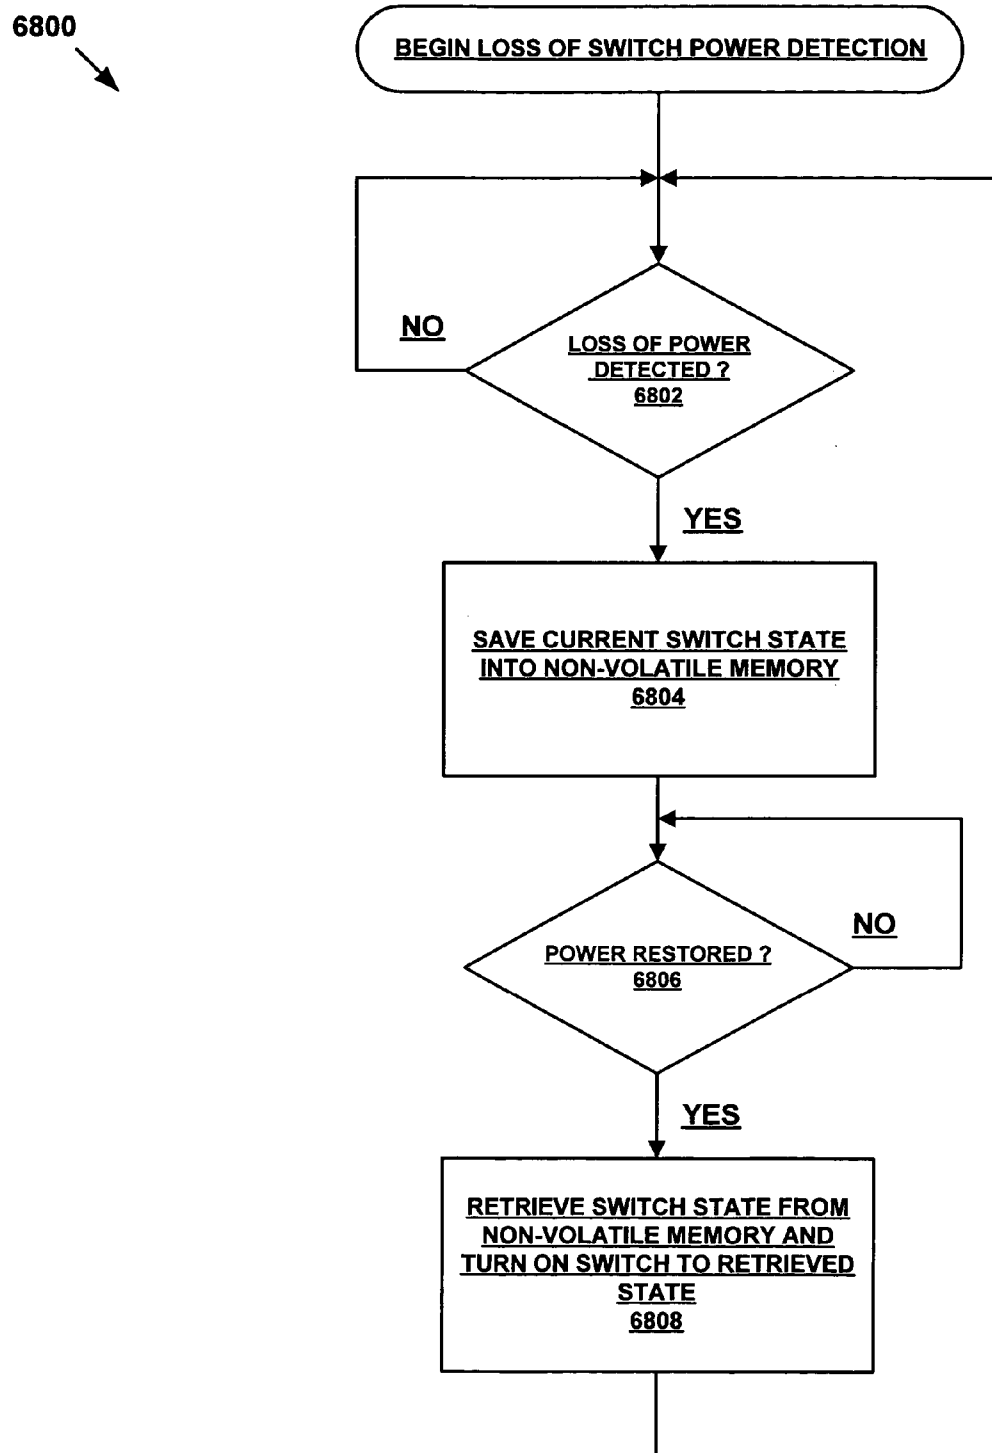 6800
BEGIN LOSS OF SWITCH POWER DETECTION
NO
LOSS OF POWER
DETECTED ?
6802
YES
SAVE CURRENT SWITCH STATE
INTO NON-VOLATILE MEMORY
6804
NO
POWER RESTORED ?
6806
YES
RETRIEVE SWITCH STATE FROM
NON-VOLATILE MEMORY AND
TURN ON SWITCH TO RETRIEVED
STATE
6808